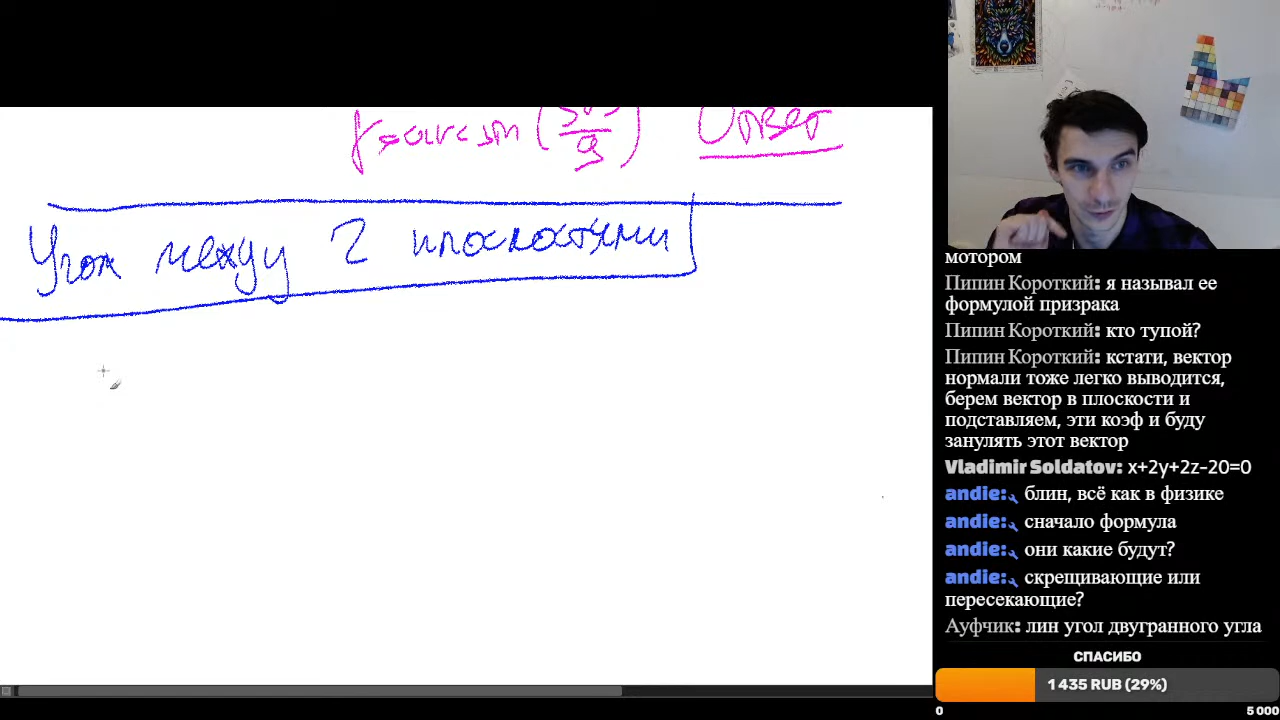 γ = arcsin ( / 9 ) Ответ
Угол между 2 плоскостями
мотором
Пипин Короткий: я называл ее
формулой призрака
Пипин Короткий: кто тупой?
Пипин Короткий: кстати, вектор
нормали тоже легко выводится,
берем вектор в плоскости и
подставляем, эти коэф и буду
занулять этот вектор
Vladimir Soldatov: x+2y+2z-20=0
andie: блин, всё как в физике
andie: сначало формула
andie: они какие будут?
andie: скрещивающие или
пересекающие?
Ауфчик: лин угол двугранного угла
СПАСИБО
1 435 RUB (29%)
0 5 000